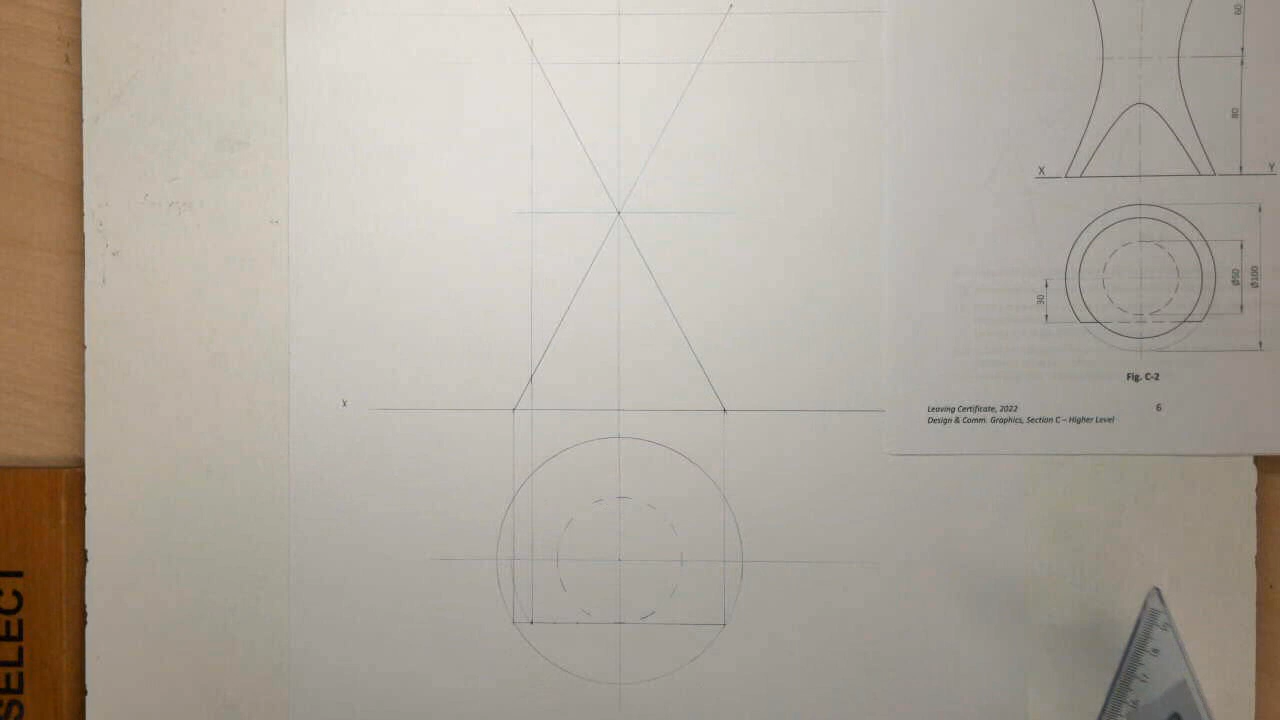 60
80
X
Y
30
Ø50
Ø100
Fig. C-2
Leaving Certificate, 2022
6
Design & Comm. Graphics, Section C – Higher Level
X
SELECT